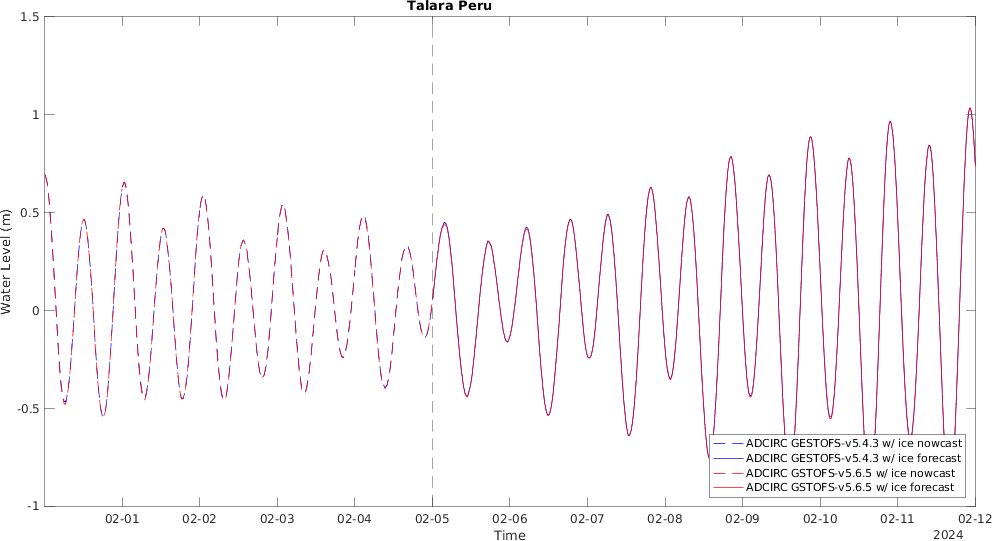 Talara Peru
1.5
1
0.5
0
-0.5
-1
Water Level (m)
02-01 02-02 02-03 02-04 02-05 02-06 02-07 02-08 02-09 02-10 02-11 02-12
Time
2024
ADCIRC GESTOFS-v5.4.3 w/ ice nowcast
ADCIRC GESTOFS-v5.4.3 w/ ice forecast
ADCIRC GSTOFS-v5.6.5 w/ ice nowcast
ADCIRC GSTOFS-v5.6.5 w/ ice forecast